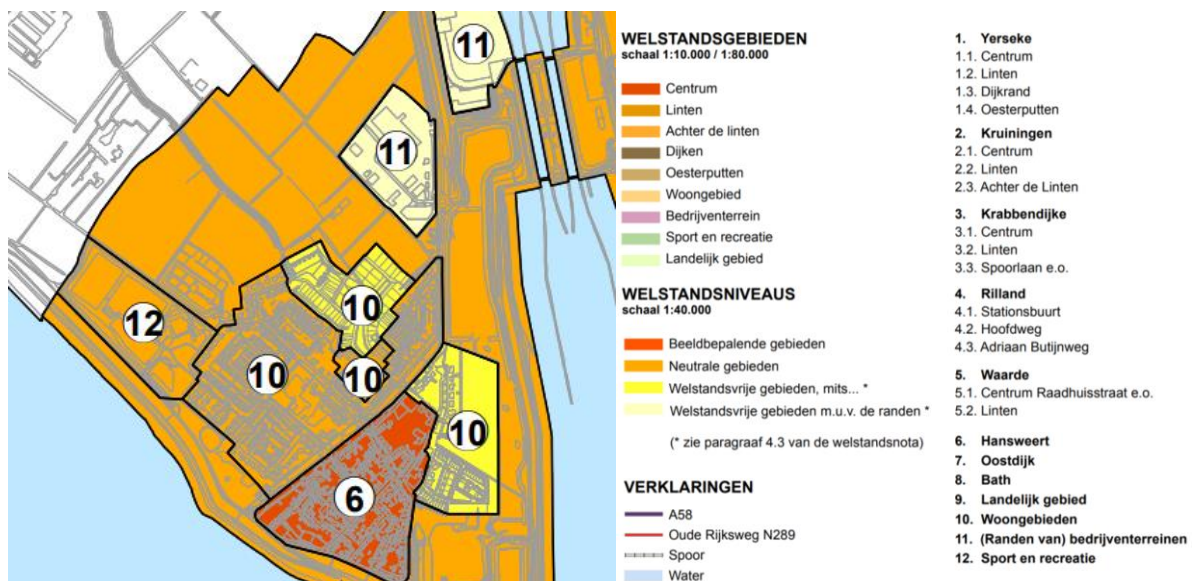 11
11
12
10
10
10
10
6
WELSTANDSGEBIEDEN
schaal 1:10.000 / 1:80.000
Centrum
Linten
Achter de linten
Dijken
Oesterputten
Woongebied
Bedrijventerrein
Sport en recreatie
Landelijk gebied
WELSTANDSNIVEAUS
schaal 1:40.000
Beeldbepalende gebieden
Neutrale gebieden
Welstandsvrije gebieden, mits... *
Welstandsvrije gebieden m.u.v. de randen *
(* zie paragraaf 4.3 van de welstandsnota)
VERKLARINGEN
A58
Oude Rijksweg N289
Spoor
Water
1. Yerseke
1.1. Centrum
1.2. Linten
1.3. Dijkrand
1.4. Oesterputten
2. Kruiningen
2.1. Centrum
2.2. Linten
2.3. Achter de Linten
3. Krabbendijke
3.1. Centrum
3.2. Linten
3.3. Spoorlaan e.o.
4. Rilland
4.1. Stationsbuurt
4.2. Hoofdweg
4.3. Adriaan Butijnweg
5. Waarde
5.1. Centrum Raadhuisstraat e.o.
5.2. Linten
6. Hansweert
7. Oostdijk
8. Bath
9. Landelijk gebied
10. Woongebieden
11. (Randen van) bedrijventerreinen
12. Sport en recreatie